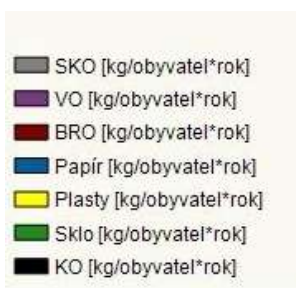 SKO [kg/obyvatel*rok]
VO [kg/obyvatel*rok]
BRO [kg/obyvatel*rok]
Papír [kg/obyvatel*rok]
Plasty [kg/obyvatel*rok]
Sklo [kg/obyvatel*rok]
KO [kg/obyvatel*rok]